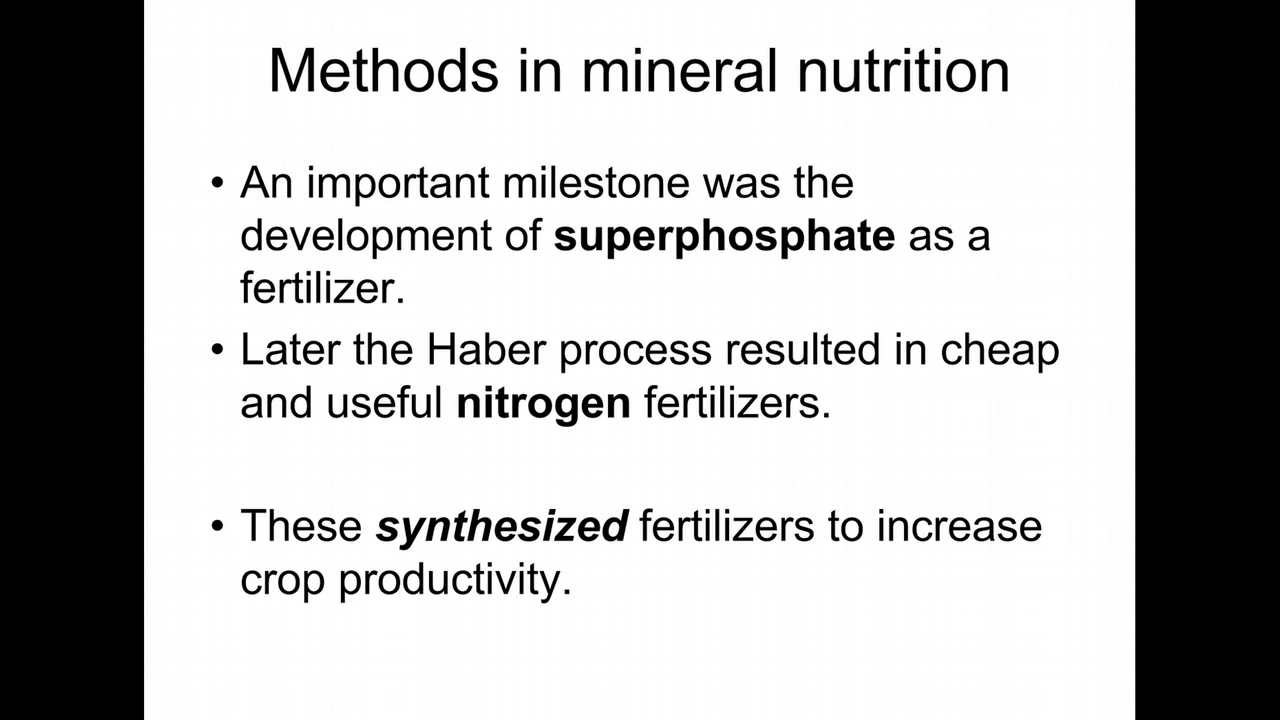 Methods in mineral nutrition
• An important milestone was the
development of superphosphate as a
fertilizer.
• Later the Haber process resulted in cheap
and useful nitrogen fertilizers.
• These synthesized fertilizers to increase
crop productivity.